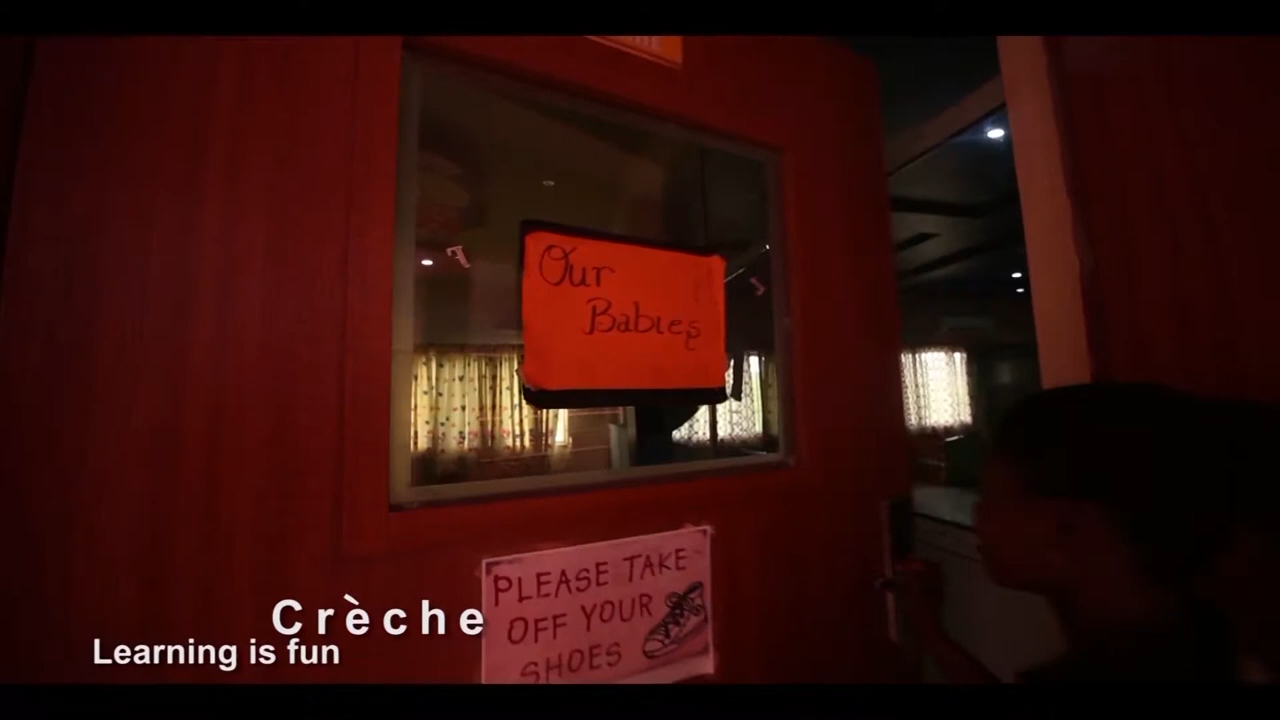 Our
Babies
PLEASE TAKE
OFF YOUR
SHOES
Crèche
Learning is fun